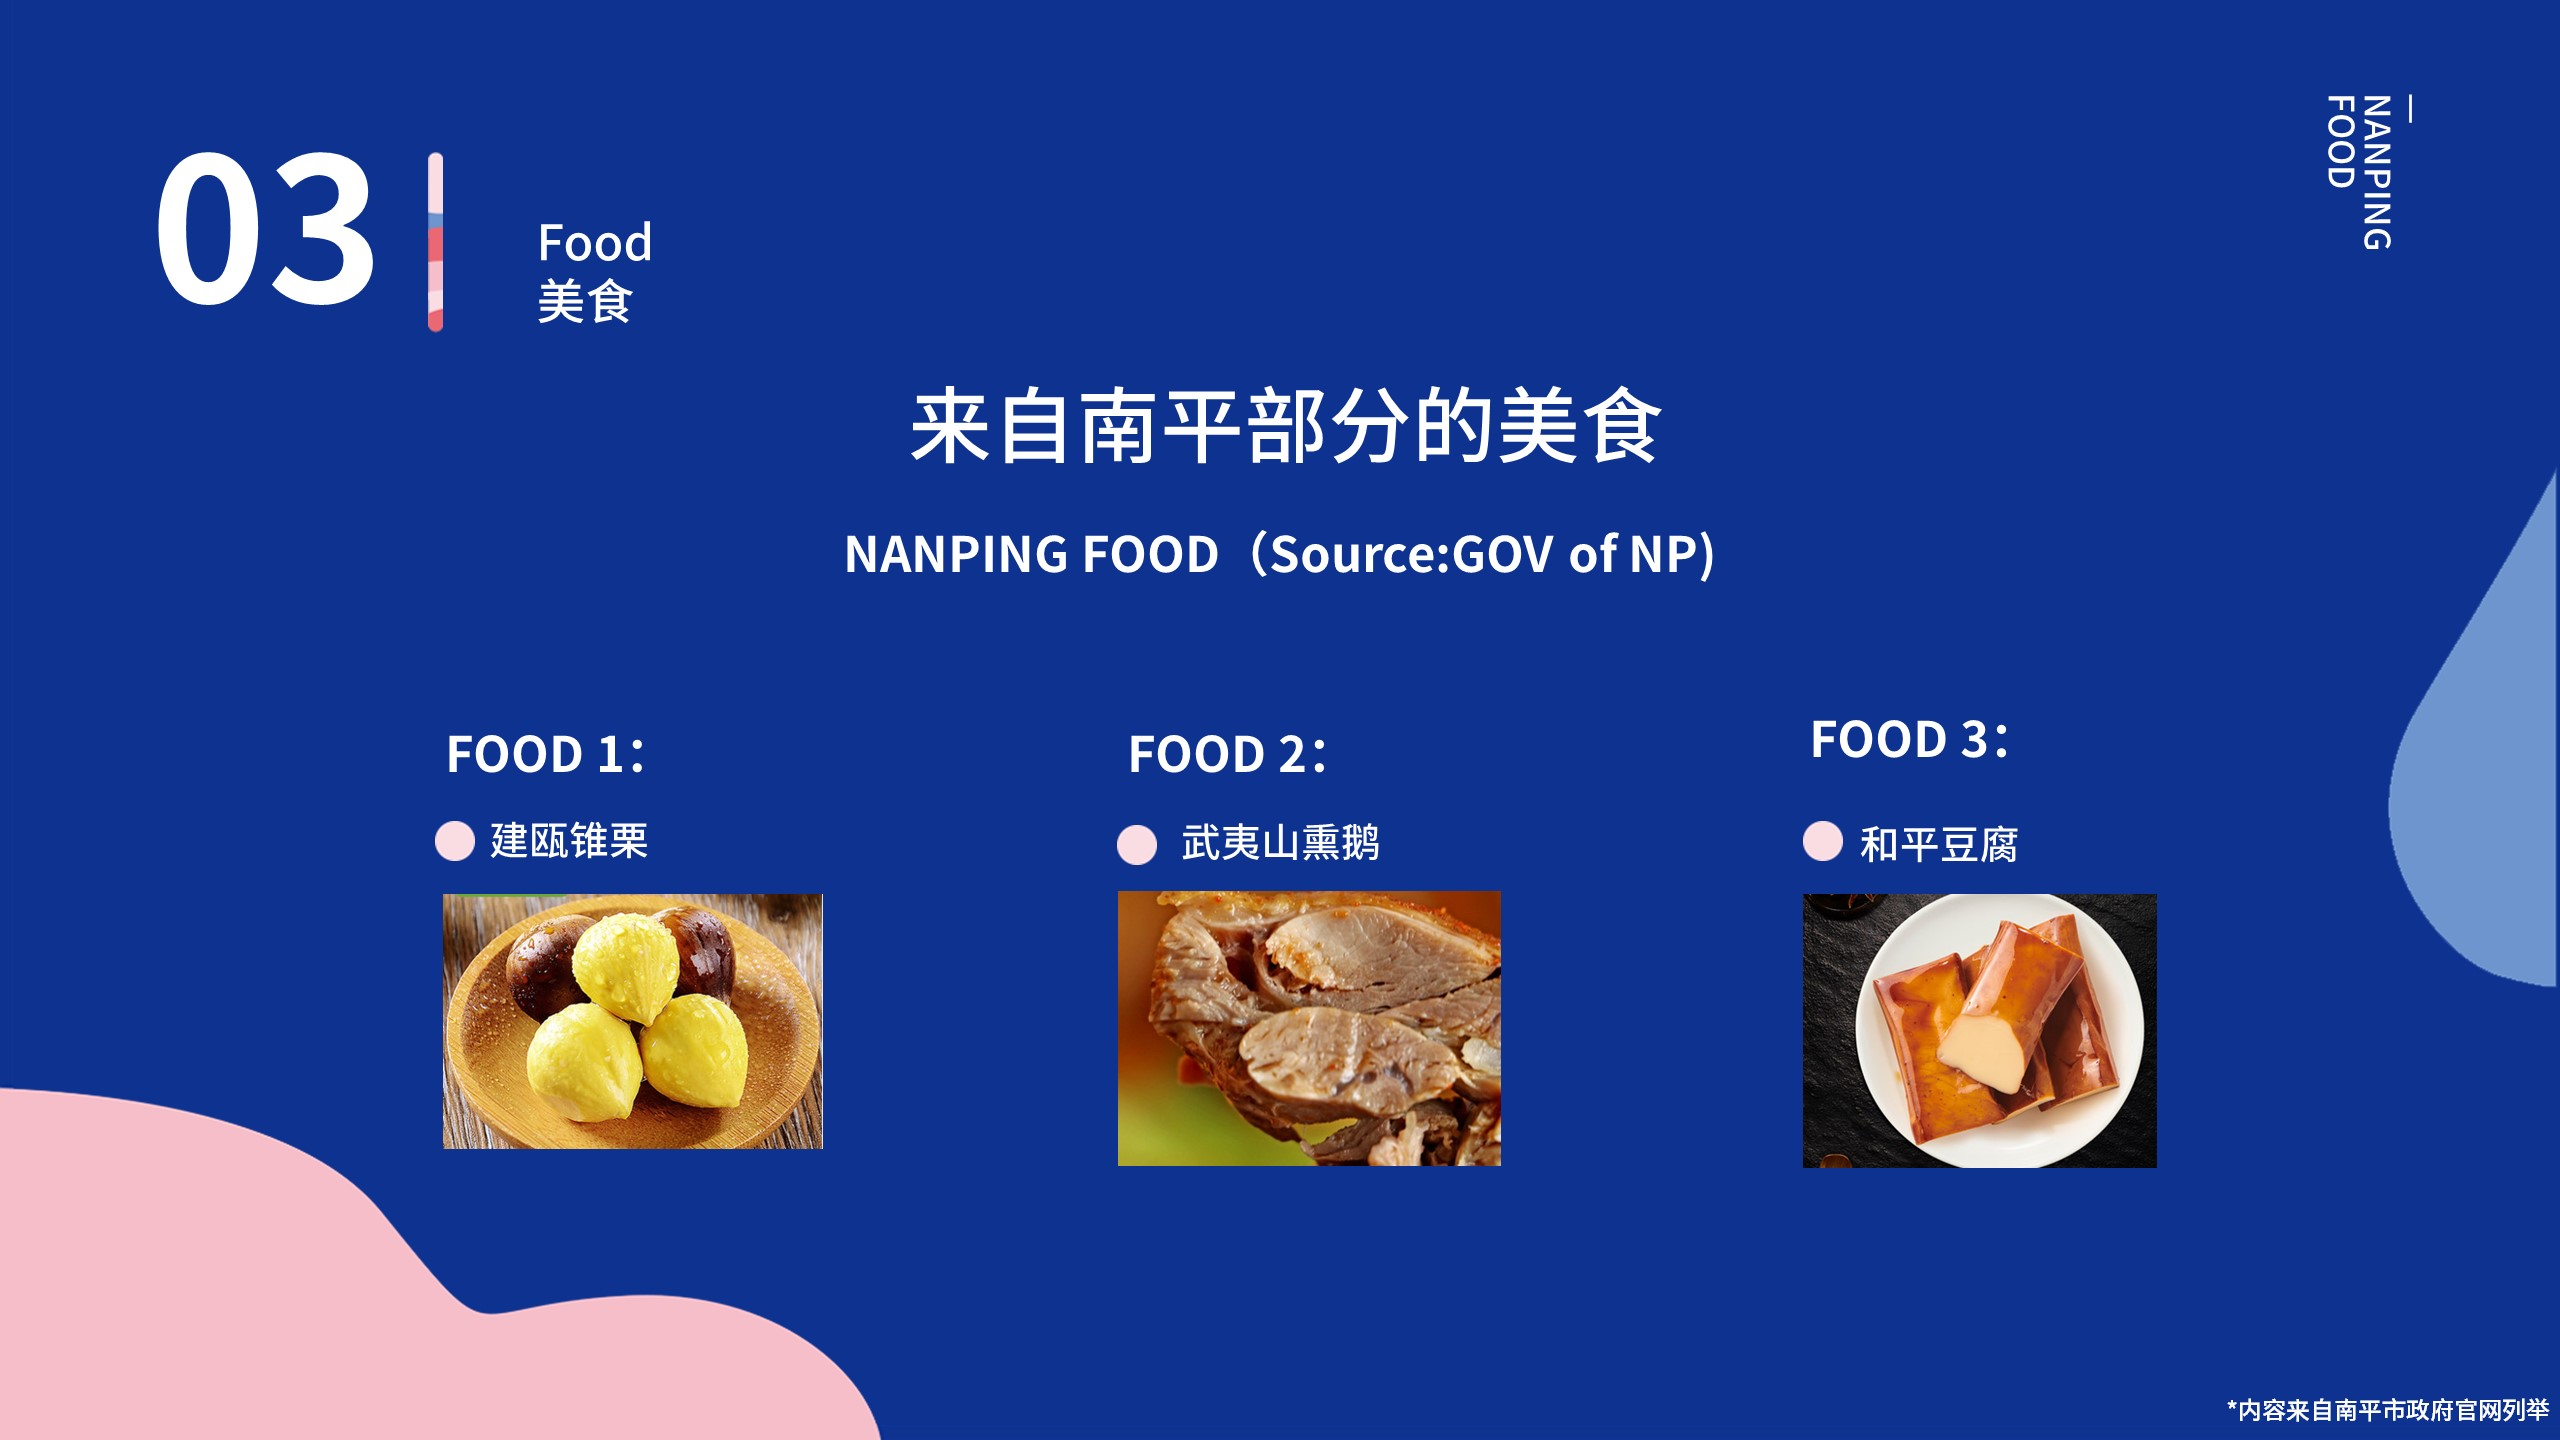 03
Food
美食
—
NANPING
FOOD
来自南平部分的美食
NANPING FOOD（Source:GOV of NP)
FOOD 1：
建瓯锥栗
FOOD 2：
武夷山熏鹅
FOOD 3：
和平豆腐
*内容来自南平市政府官网列举